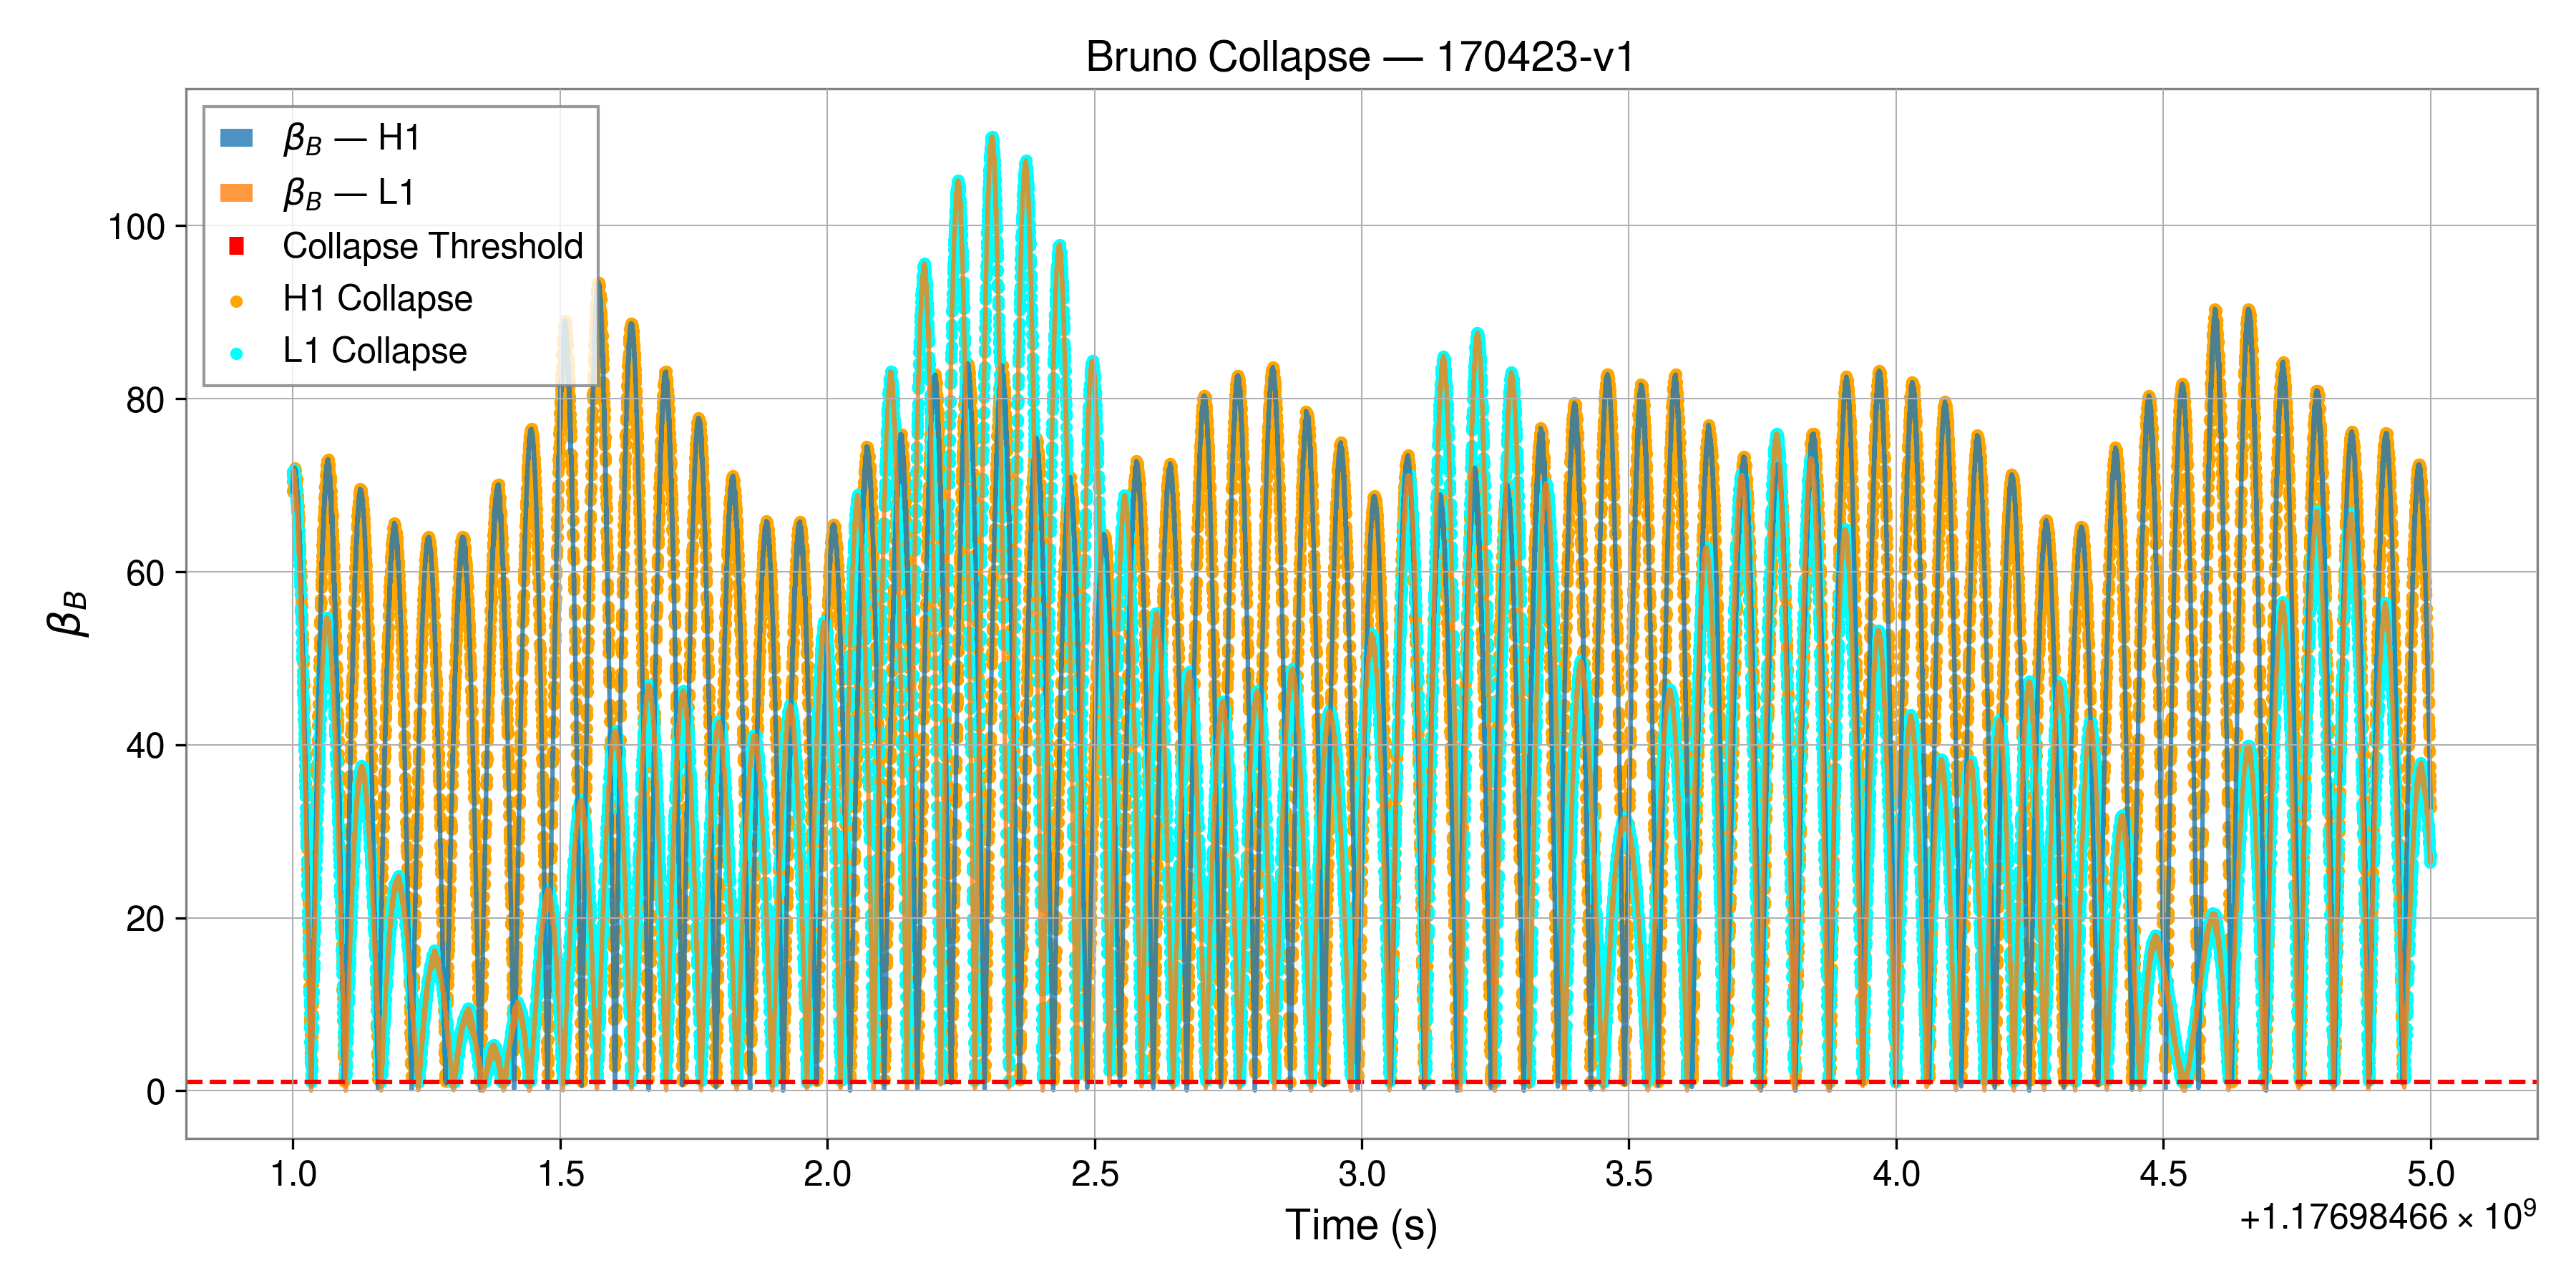 Bruno Collapse — 170423-v1
β_B — H1
β_B — L1
Collapse Threshold
H1 Collapse
L1 Collapse
100
80
60
40
20
0
β_B
1.0 1.5 2.0 2.5 3.0 3.5 4.0 4.5 5.0
Time (s)
+1.17698466 × 10⁹